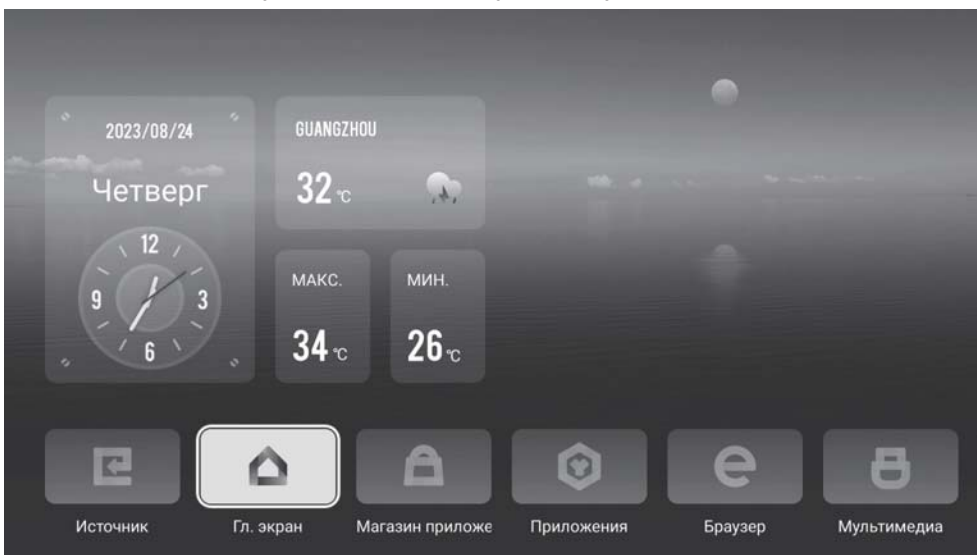 2023/08/24
Четверг
12
9
3
6
GUANGZHOU
32 °C
МАКС.
34 °C
МИН.
26 °C
Источник
Гл. экран
Магазин приложе
Приложения
Браузер
Мультимедиа